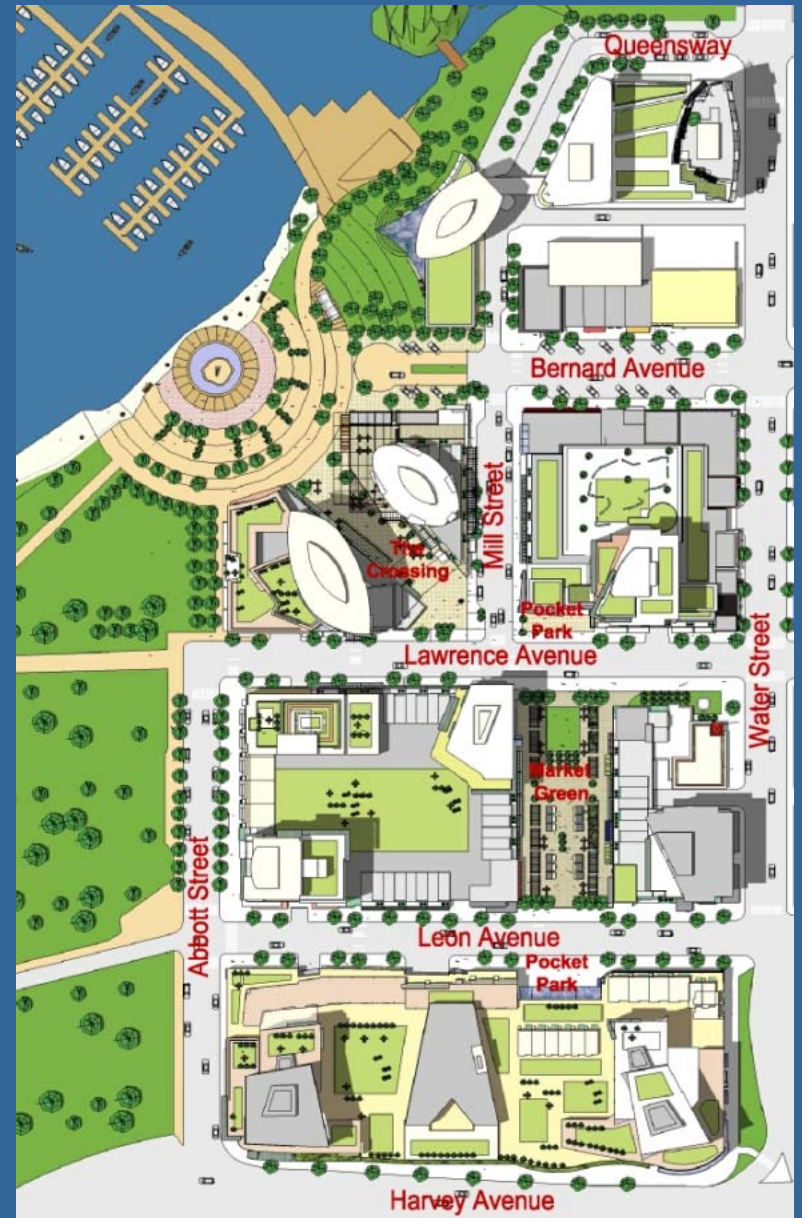 Queensway
Bernard Avenue
Mill Street
The
Crossing
Pocket
Park
Lawrence Avenue
Water Street
Market
Green
Abbott Street
Leon Avenue
Pocket
Park
Harvey Avenue